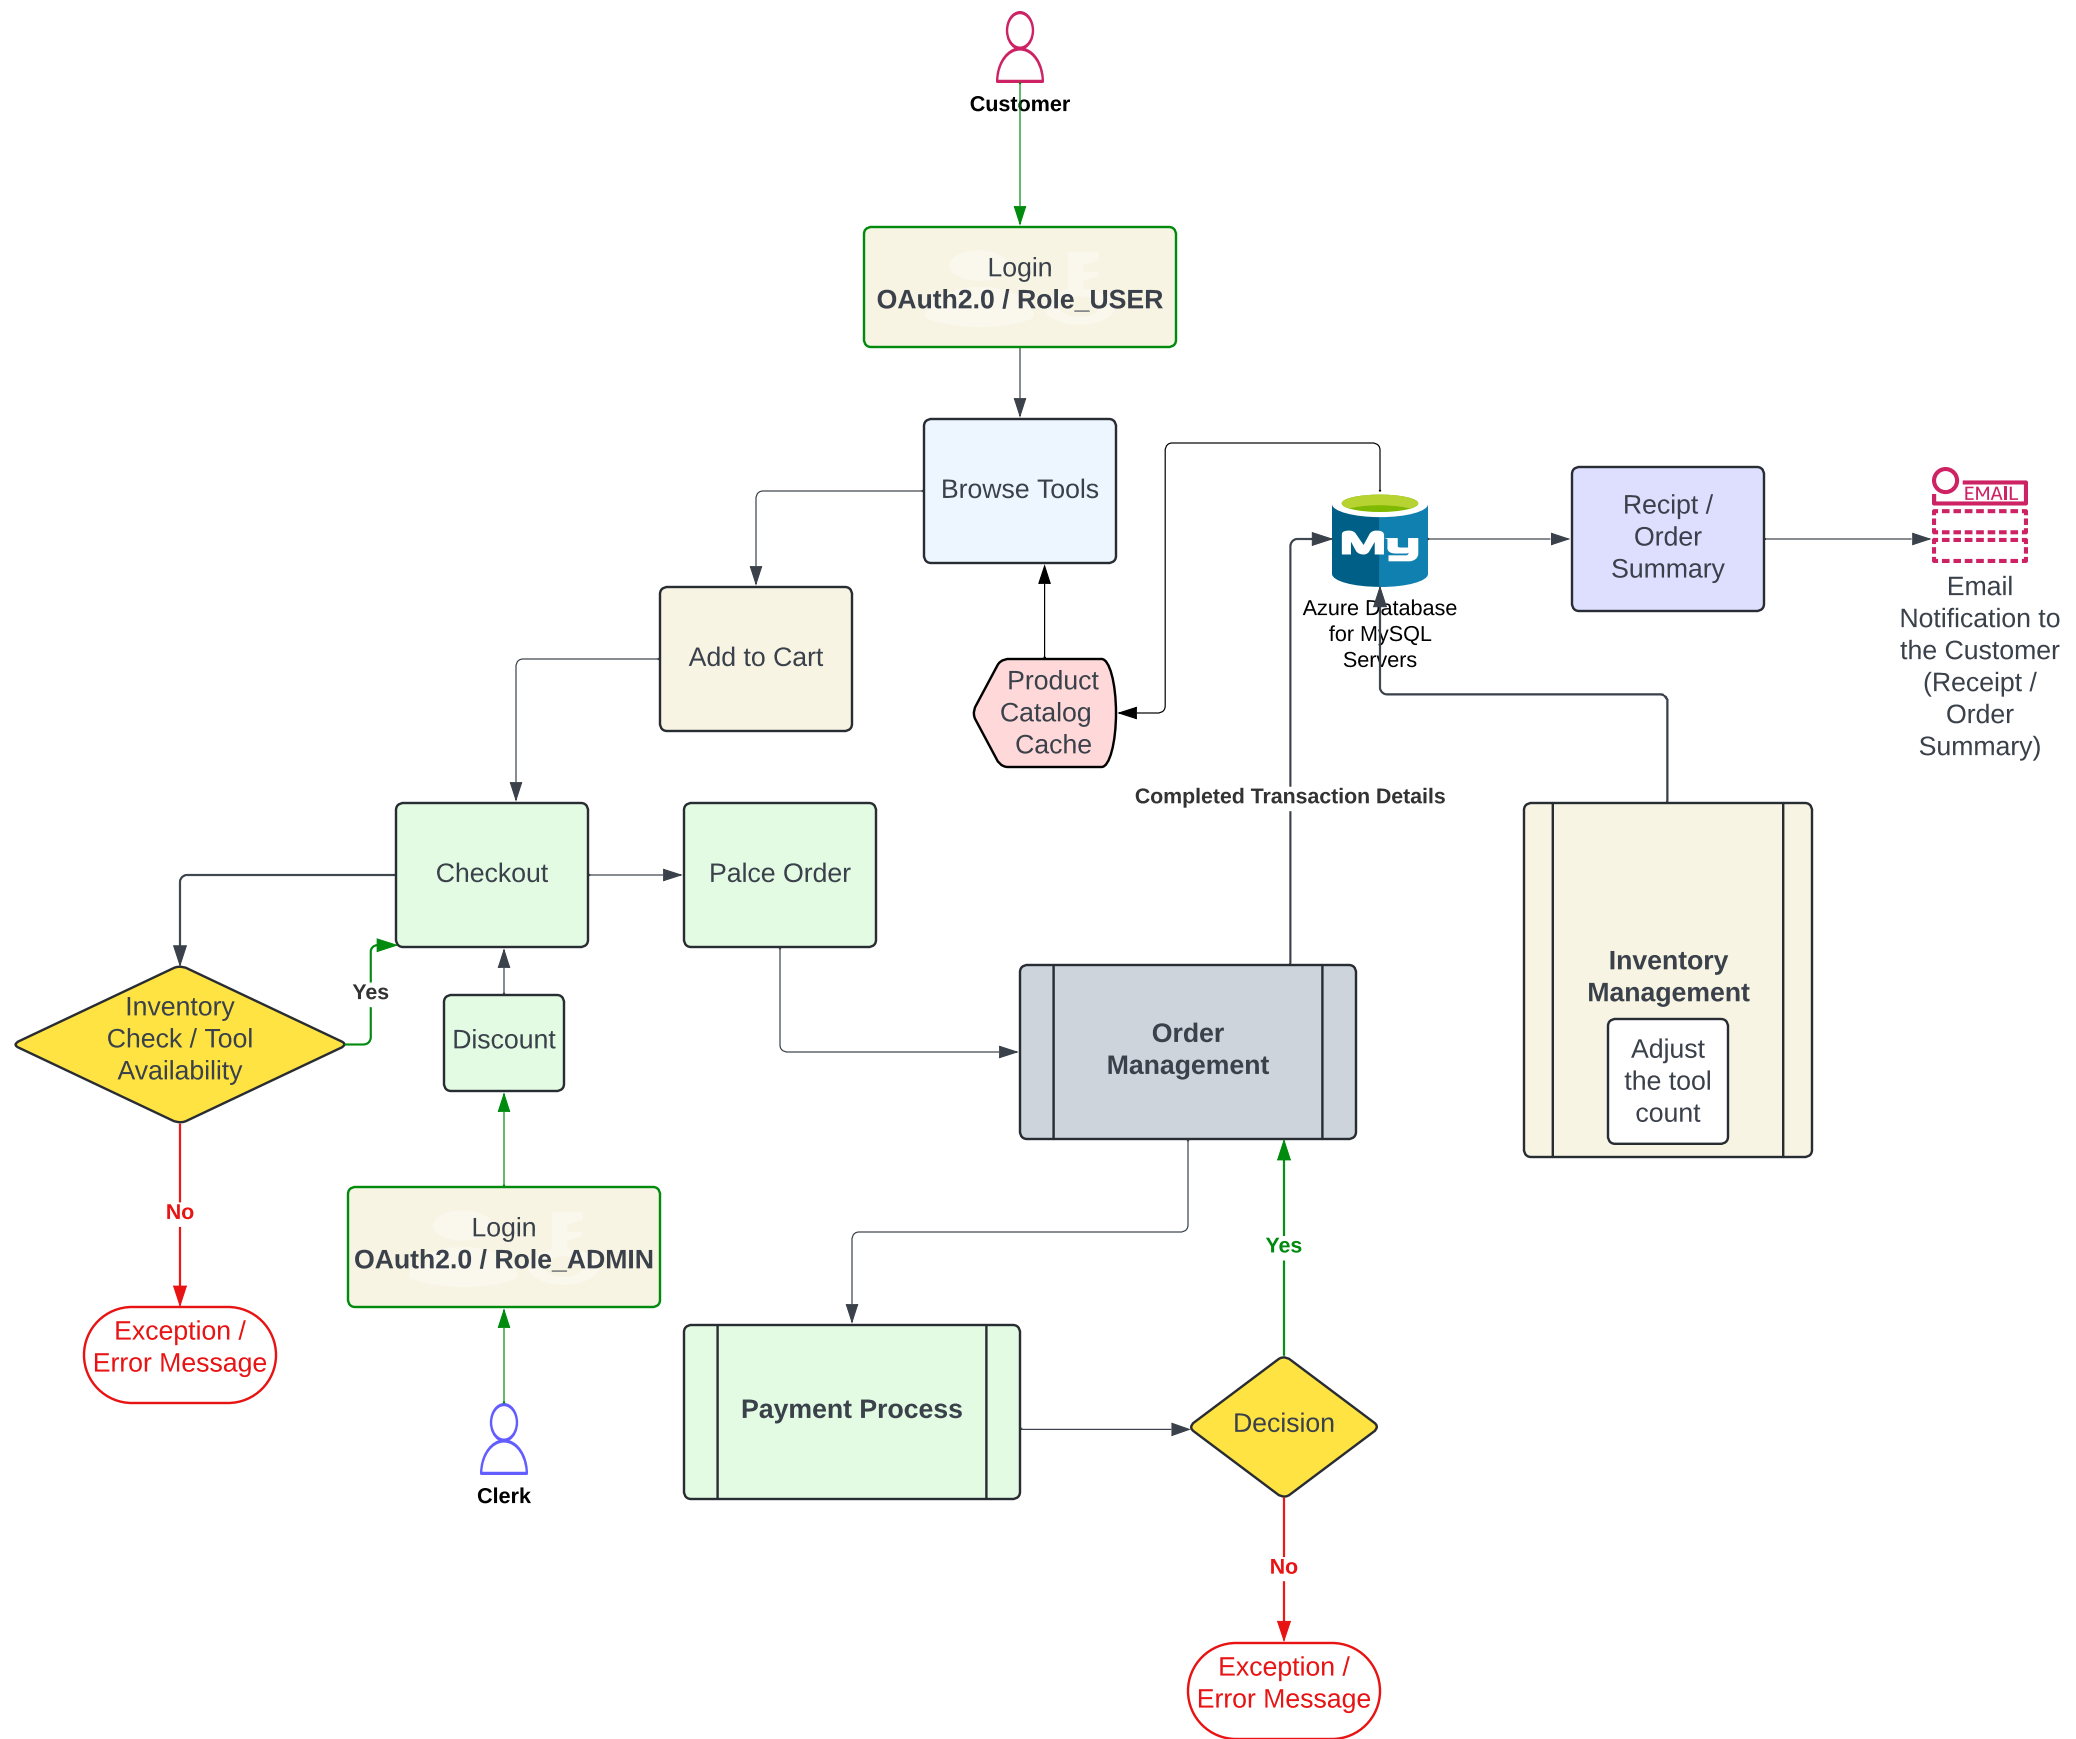 Customer
Login
OAuth2.0 / Role_USER
Browse Tools
My
Azure Database
for MySQL
Servers
Recipt /
Order
Summary
EMAIL
Email
Notification to
the Customer
(Receipt /
Order
Summary)
Add to Cart
Product
Catalog
Cache
Completed Transaction Details
Checkout
Palce Order
Inventory
Check / Tool
Availability
Yes
Discount
Order
Management
Inventory
Management
Adjust
the tool
count
No
Login
OAuth2.0 / Role_ADMIN
Yes
Exception /
Error Message
Clerk
Payment Process
Decision
No
Exception /
Error Message